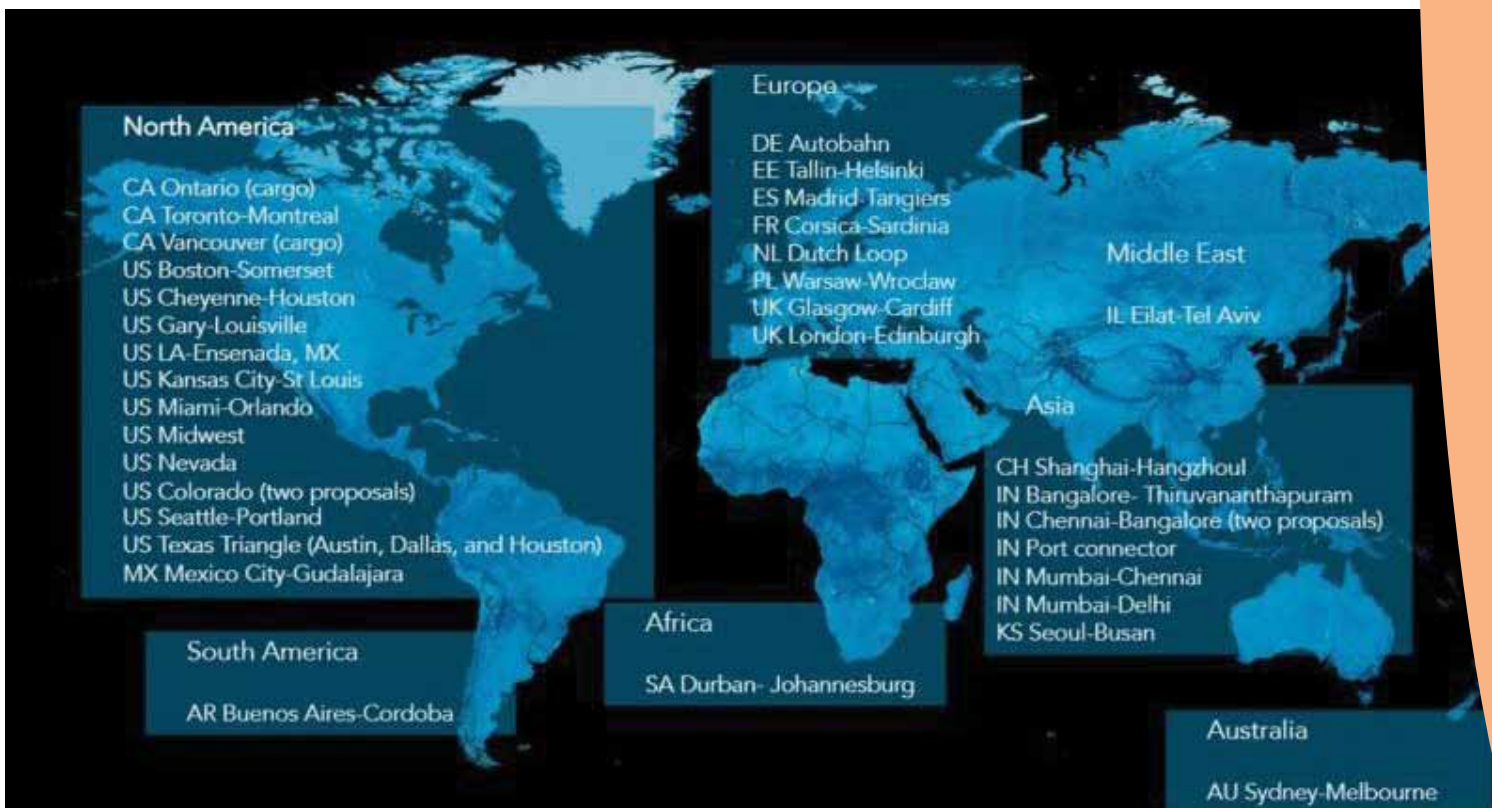 North America
CA Ontario (cargo)
CA Toronto-Montreal
CA Vancouver (cargo)
US Boston-Somerset
US Cheyenne-Houston
US Gary-Louisville
US LA-Ensenada, MX
US Kansas City-St Louis
US Miami-Orlando
US Midwest
US Nevada
US Colorado (two proposals)
US Seattle-Portland
US Texas Triangle (Austin, Dallas, and Houston)
MX Mexico City-Gudalajara
South America
AR Buenos Aires-Cordoba
Europe
DE Autobahn
EE Tallin-Helsinki
ES Madrid-Tangiers
FR Corsica-Sardinia
NL Dutch Loop
PL Warsaw-Wroclaw
UK Glasgow-Cardiff
UK London-Edinburgh
Africa
SA Durban- Johannesburg
Middle East
IL Eilat-Tel Aviv
Asia
CH Shanghai-Hangzhoul
IN Bangalore- Thiruvananthapuram
IN Chennai-Bangalore (two proposals)
IN Port connector
IN Mumbai-Chennai
IN Mumbai-Delhi
KS Seoul-Busan
Australia
AU Sydney-Melbourne